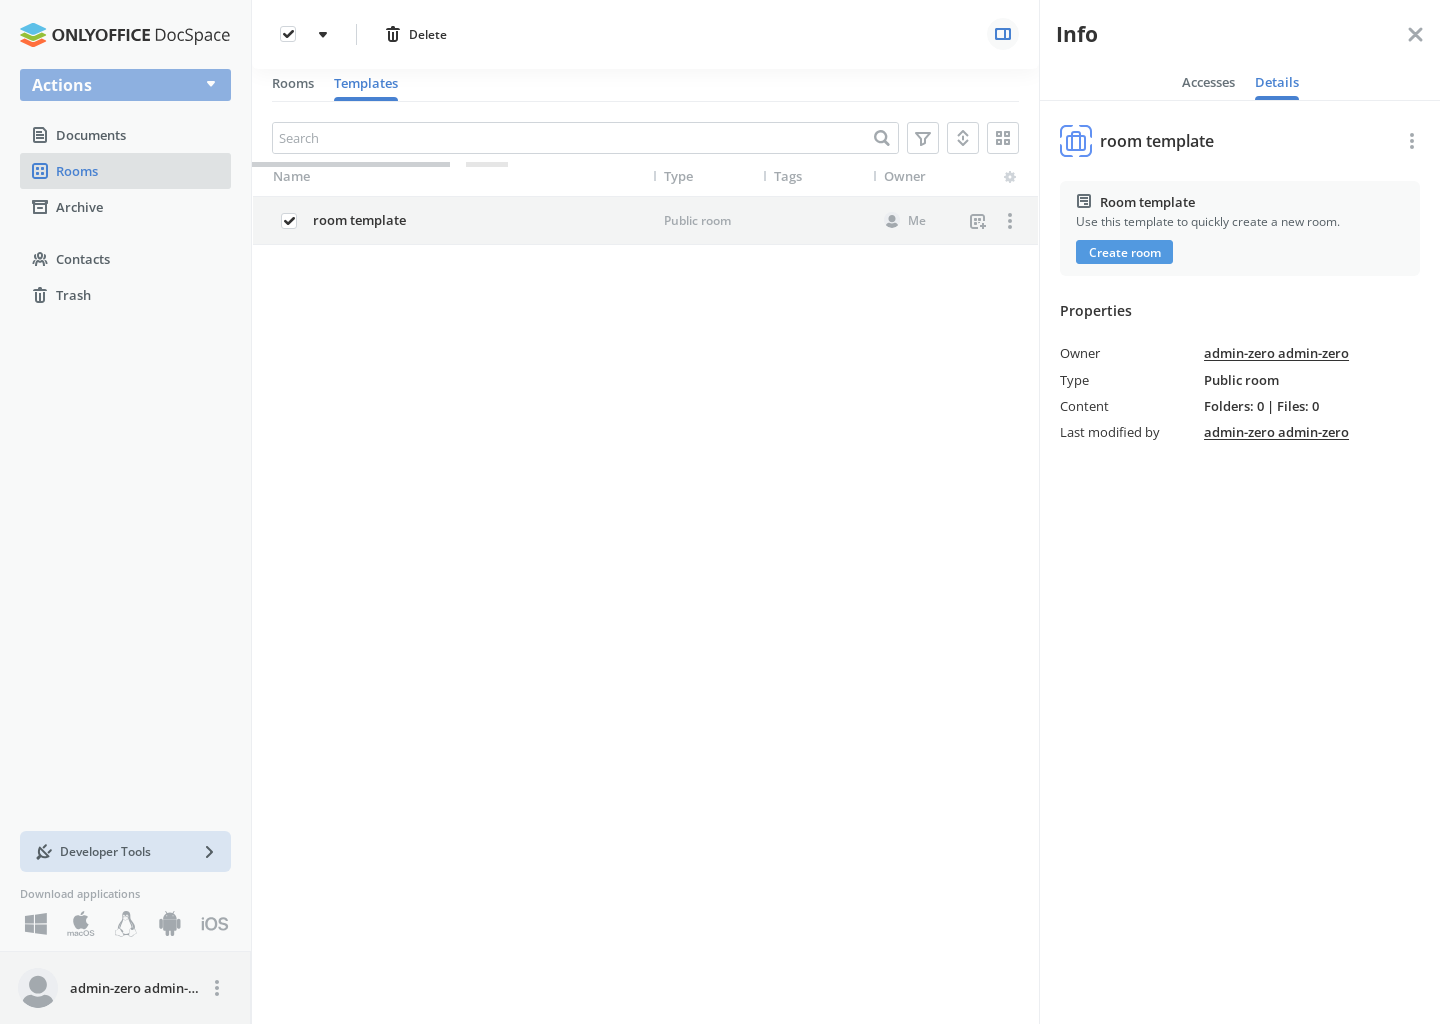 ONLYOFFICE DocSpace
Actions
Documents
Rooms
Archive
Contacts
Trash
Developer Tools
Download applications
macOS
iOS
admin-zero admin-...
Delete
Rooms
Templates
Search
Name
Type
Tags
Owner
room template
Public room
Me
Info
Accesses
Details
room template
Room template
Use this template to quickly create a new room.
Create room
Properties
Owner admin-zero admin-zero
Type Public room
Content Folders: 0 | Files: 0
Last modified by admin-zero admin-zero